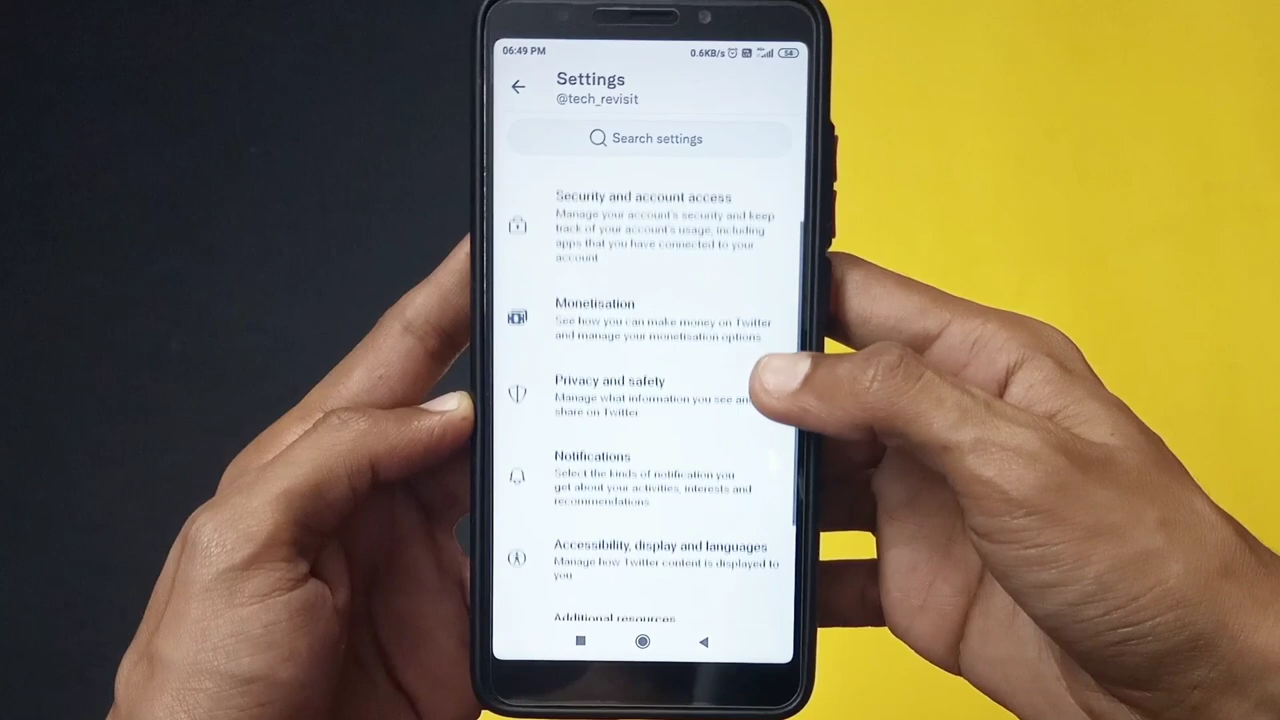 06:49 PM 0.6KB/s 54
Settings
@tech_revisit
Search settings
Security and account access
Manage your account's security and keep
track of your account's usage, including
apps that you have connected to your
account
Monetisation
See how you can make money on Twitter
and manage your monetisation options
Privacy and safety
Manage what information you see an
share on Twitter
Notifications
Select the kinds of notification you
get about your activities, interests and
recommendations
Accessibility, display and languages
Manage how Twitter content is displayed to
you
Additional resources